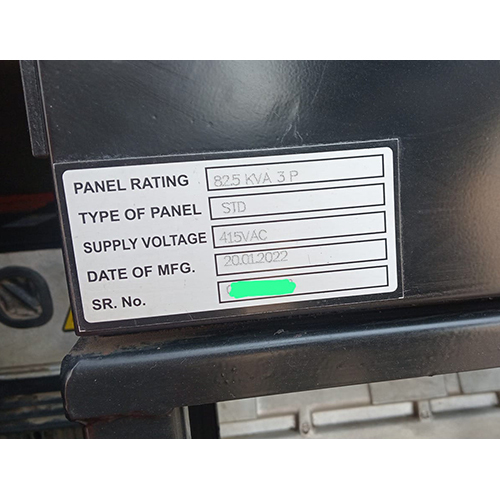 PANEL RATING 82.5 KVA 3 P
TYPE OF PANEL STD
SUPPLY VOLTAGE 415VAC
DATE OF MFG. 20.01.2022
SR. No.